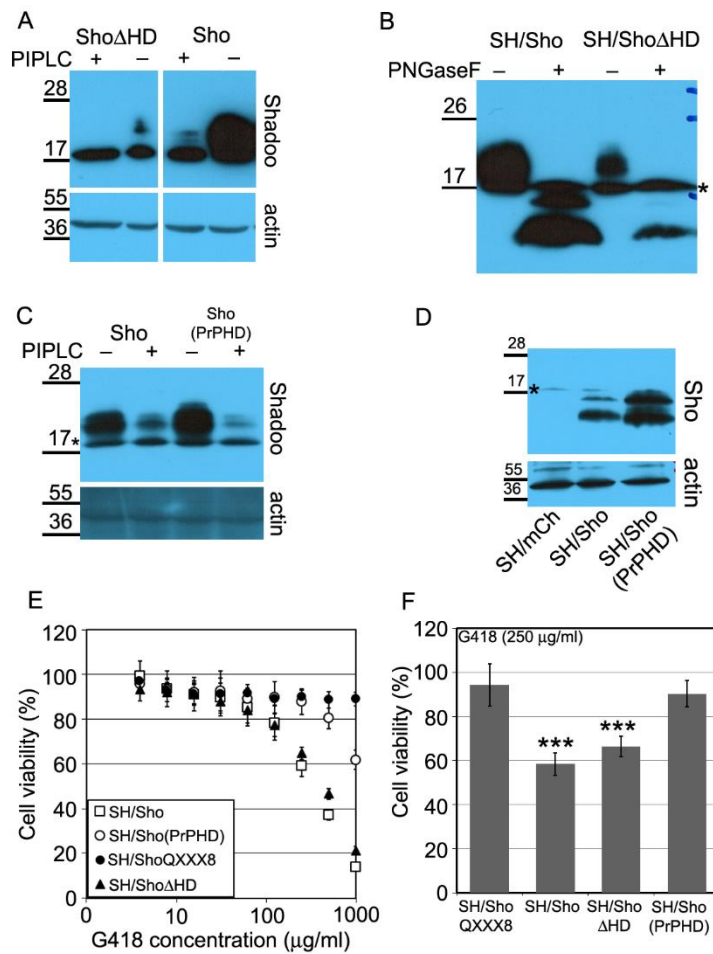 A
ShoΔHD Sho
PIPLC + − + −
28
17
Shadoo
55
36
actin
B
SH/Sho SH/ShoΔHD
PNGaseF − + − +
26
17
*
C
Sho Sho (PrPHD)
PIPLC − + − +
28
17*
Shadoo
55
36
actin
D
28
17
*
Sho
55
36
actin
SH/mCh
SH/Sho
SH/Sho (PrPHD)
E
120
100
80
60
40
20
0
Cell viability (%)
□ SH/Sho
○ SH/Sho(PrPHD)
● SH/ShoQXXX8
▲ SH/ShoΔHD
0 10 100 1000
G418 concentration (μg/ml)
F
120
100
80
60
40
20
0
Cell viability (%)
G418 (250 μg/ml)
*** ***
SH/Sho QXXX8
SH/Sho
SH/Sho ΔHD
SH/Sho (PrPHD)